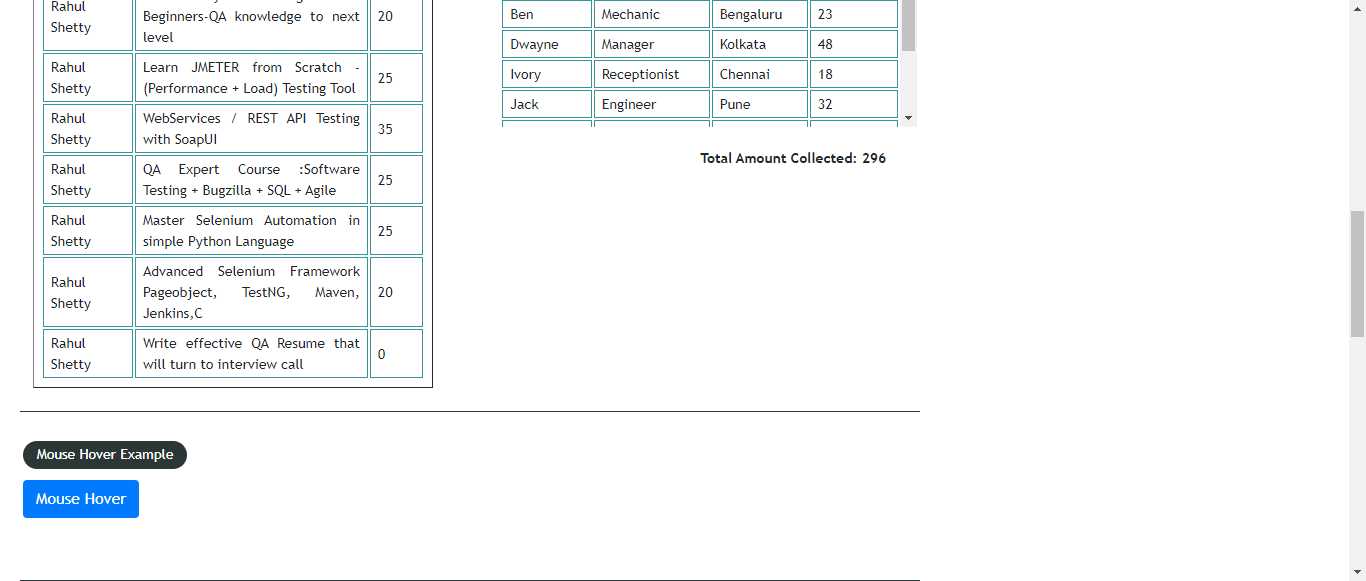 Rahul
Shetty
Beginners-QA knowledge to next
level
20
Rahul
Shetty
Learn JMETER from Scratch -
(Performance + Load) Testing Tool
25
Rahul
Shetty
WebServices / REST API Testing
with SoapUI
35
Rahul
Shetty
QA Expert Course :Software
Testing + Bugzilla + SQL + Agile
25
Rahul
Shetty
Master Selenium Automation in
simple Python Language
25
Rahul
Shetty
Advanced Selenium Framework
Pageobject, TestNG, Maven,
Jenkins,C
20
Rahul
Shetty
Write effective QA Resume that
will turn to interview call
0
Ben Mechanic Bengaluru 23
Dwayne Manager Kolkata 48
Ivory Receptionist Chennai 18
Jack Engineer Pune 32
Total Amount Collected: 296
Mouse Hover Example
Mouse Hover